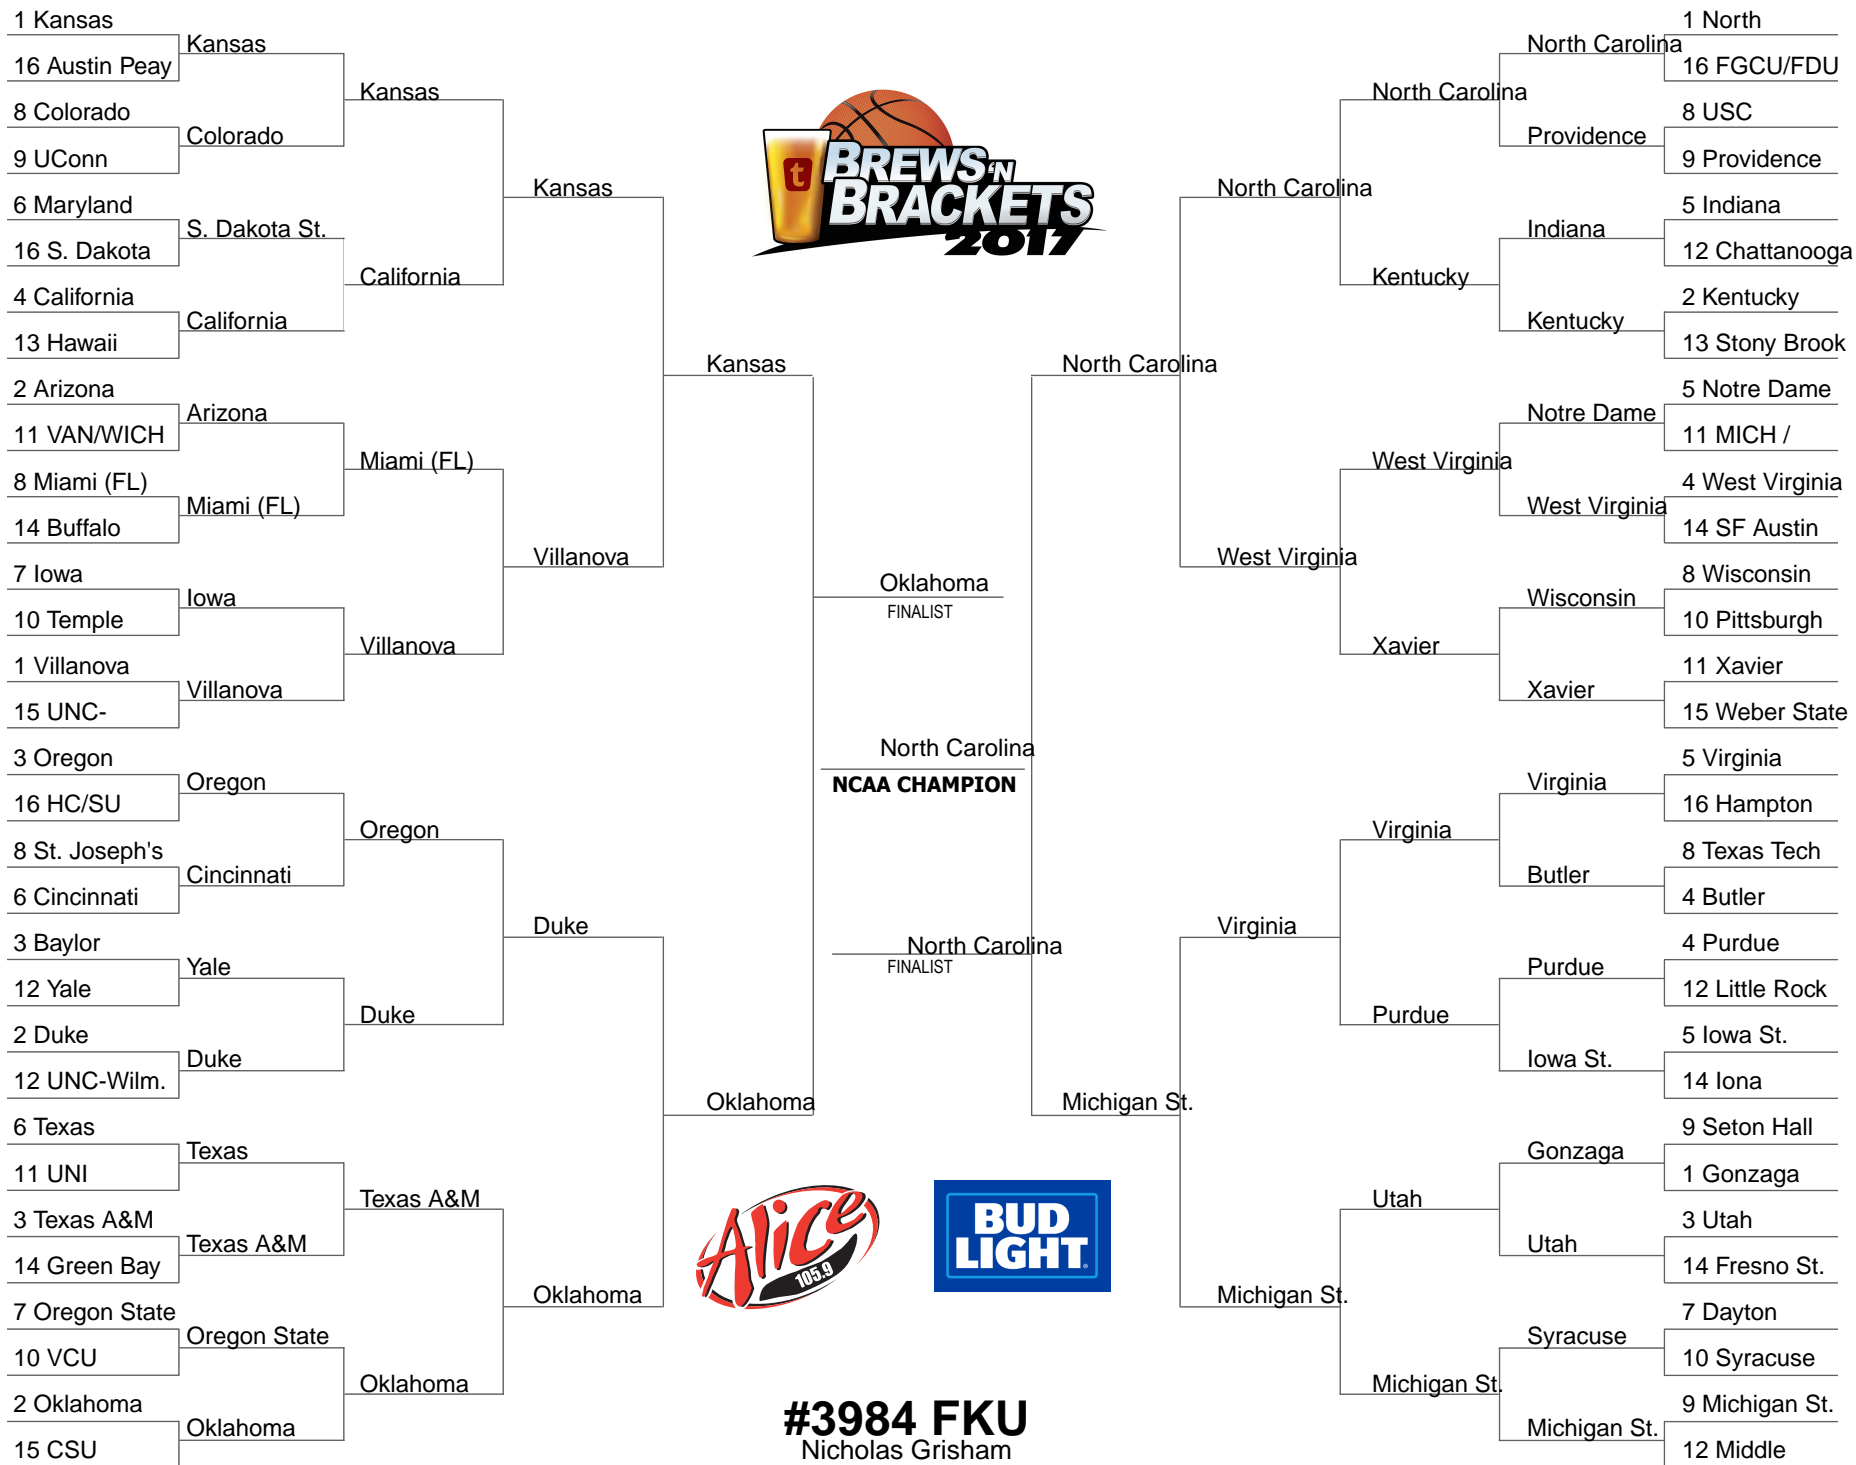 1 Kansas
16 Austin Peay
8 Colorado
9 UConn
6 Maryland
16 S. Dakota
4 California
13 Hawaii
2 Arizona
11 VAN/WICH
8 Miami (FL)
14 Buffalo
7 Iowa
10 Temple
1 Villanova
15 UNC-
3 Oregon
16 HC/SU
8 St. Joseph's
6 Cincinnati
3 Baylor
12 Yale
2 Duke
12 UNC-Wilm.
6 Texas
11 UNI
3 Texas A&M
14 Green Bay
7 Oregon State
10 VCU
2 Oklahoma
15 CSU
Kansas
Colorado
S. Dakota St.
California
Arizona
Miami (FL)
Iowa
Villanova
Oregon
Cincinnati
Yale
Duke
Texas
Texas A&M
Oregon State
Oklahoma
Kansas
California
Miami (FL)
Villanova
Oregon
Duke
Texas A&M
Oklahoma
Kansas
Villanova
Duke
Oklahoma
Kansas
Oklahoma
t
BREWS 'N
BRACKETS
2017
Oklahoma
FINALIST
North Carolina
NCAA CHAMPION
North Carolina
FINALIST
Alice
105.9
BUD
LIGHT
#3984 FKU
Nicholas Grisham
North Carolina
Michigan St.
North Carolina
West Virginia
Virginia
Michigan St.
North Carolina
Kentucky
West Virginia
Xavier
Virginia
Purdue
Utah
Michigan St.
North Carolina
Providence
Indiana
Kentucky
Notre Dame
West Virginia
Wisconsin
Xavier
Virginia
Butler
Purdue
Iowa St.
Gonzaga
Utah
Syracuse
Michigan St.
1 North
16 FGCU/FDU
8 USC
9 Providence
5 Indiana
12 Chattanooga
2 Kentucky
13 Stony Brook
5 Notre Dame
11 MICH /
4 West Virginia
14 SF Austin
8 Wisconsin
10 Pittsburgh
11 Xavier
15 Weber State
5 Virginia
16 Hampton
8 Texas Tech
4 Butler
4 Purdue
12 Little Rock
5 Iowa St.
14 Iona
9 Seton Hall
1 Gonzaga
3 Utah
14 Fresno St.
7 Dayton
10 Syracuse
9 Michigan St.
12 Middle